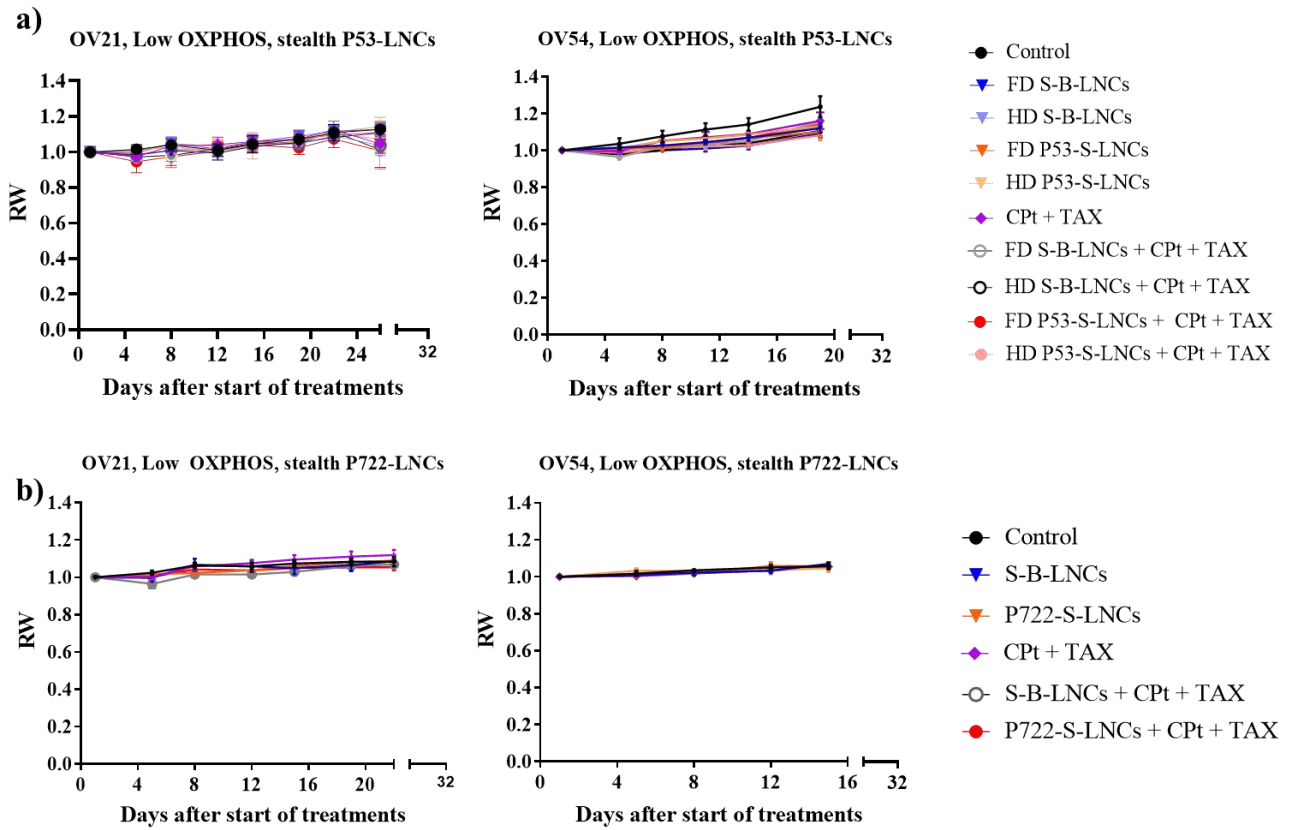 a)
OV21, Low OXPHOS, stealth P53-LNCs
RW
1.4
1.2
1.0
0.8
0.6
0.4
0.2
0.0
0 4 8 12 16 20 24 28 32
Days after start of treatments
OV54, Low OXPHOS, stealth P53-LNCs
RW
1.4
1.2
1.0
0.8
0.6
0.4
0.2
0.0
0 4 8 12 16 20 32
Days after start of treatments
Control
FD S-B-LNCs
HD S-B-LNCs
FD P53-S-LNCs
HD P53-S-LNCs
CPt + TAX
FD S-B-LNCs + CPt + TAX
HD S-B-LNCs + CPt + TAX
FD P53-S-LNCs + CPt + TAX
HD P53-S-LNCs + CPt + TAX
b)
OV21, Low OXPHOS, stealth P722-LNCs
RW
1.4
1.2
1.0
0.8
0.6
0.4
0.2
0.0
0 4 8 12 16 20 32
Days after start of treatments
OV54, Low OXPHOS, stealth P722-LNCs
RW
1.4
1.2
1.0
0.8
0.6
0.4
0.2
0.0
0 4 8 12 16 32
Days after start of treatments
Control
S-B-LNCs
P722-S-LNCs
CPt + TAX
S-B-LNCs + CPt + TAX
P722-S-LNCs + CPt + TAX